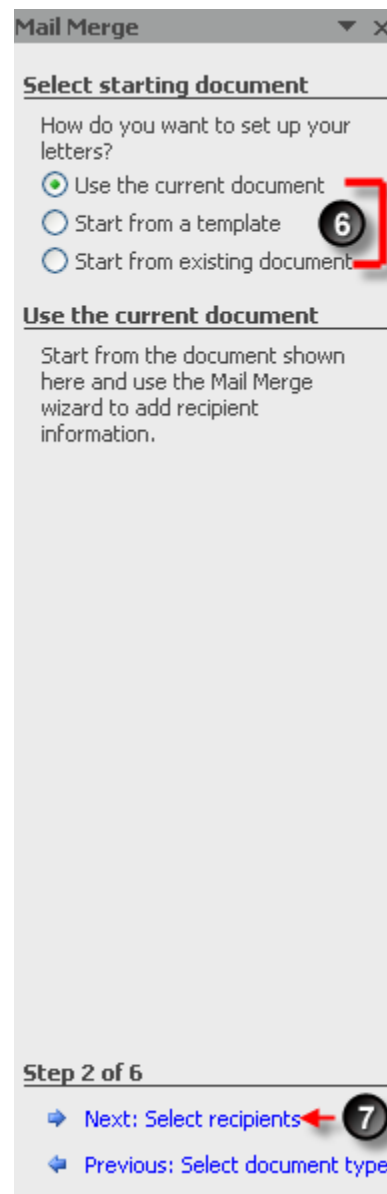 Mail Merge
Select starting document
How do you want to set up your
letters?
Use the current document
Start from a template
6
Start from existing document
Use the current document
Start from the document shown
here and use the Mail Merge
wizard to add recipient
information.
Step 2 of 6
Next: Select recipients
7
Previous: Select document type